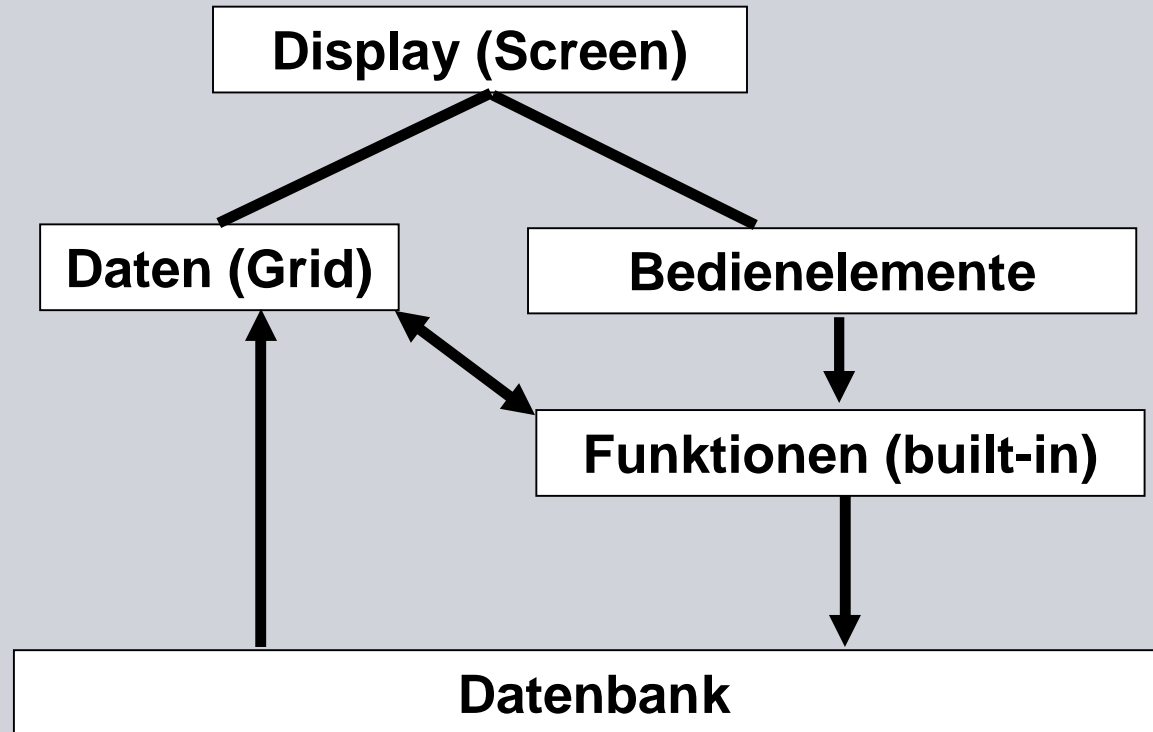 Display (Screen)
Daten (Grid)
Bedienelemente
Funktionen (built-in)
Datenbank